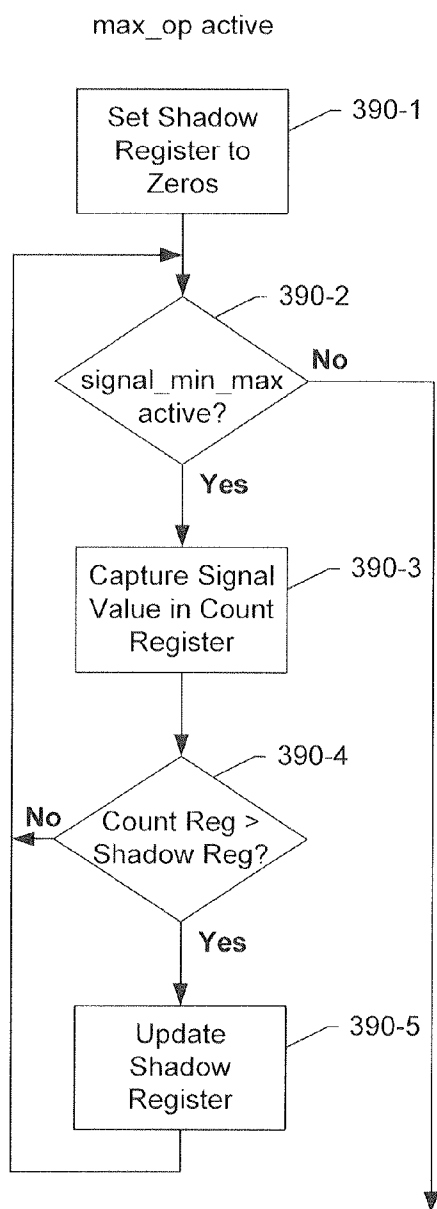 max_op active
390-1
Set Shadow
Register to
Zeros
390-2
No
signal_min_max
active?
Yes
390-3
Capture Signal
Value in Count
Register
390-4
No
Count Reg >
Shadow Reg?
Yes
390-5
Update
Shadow
Register